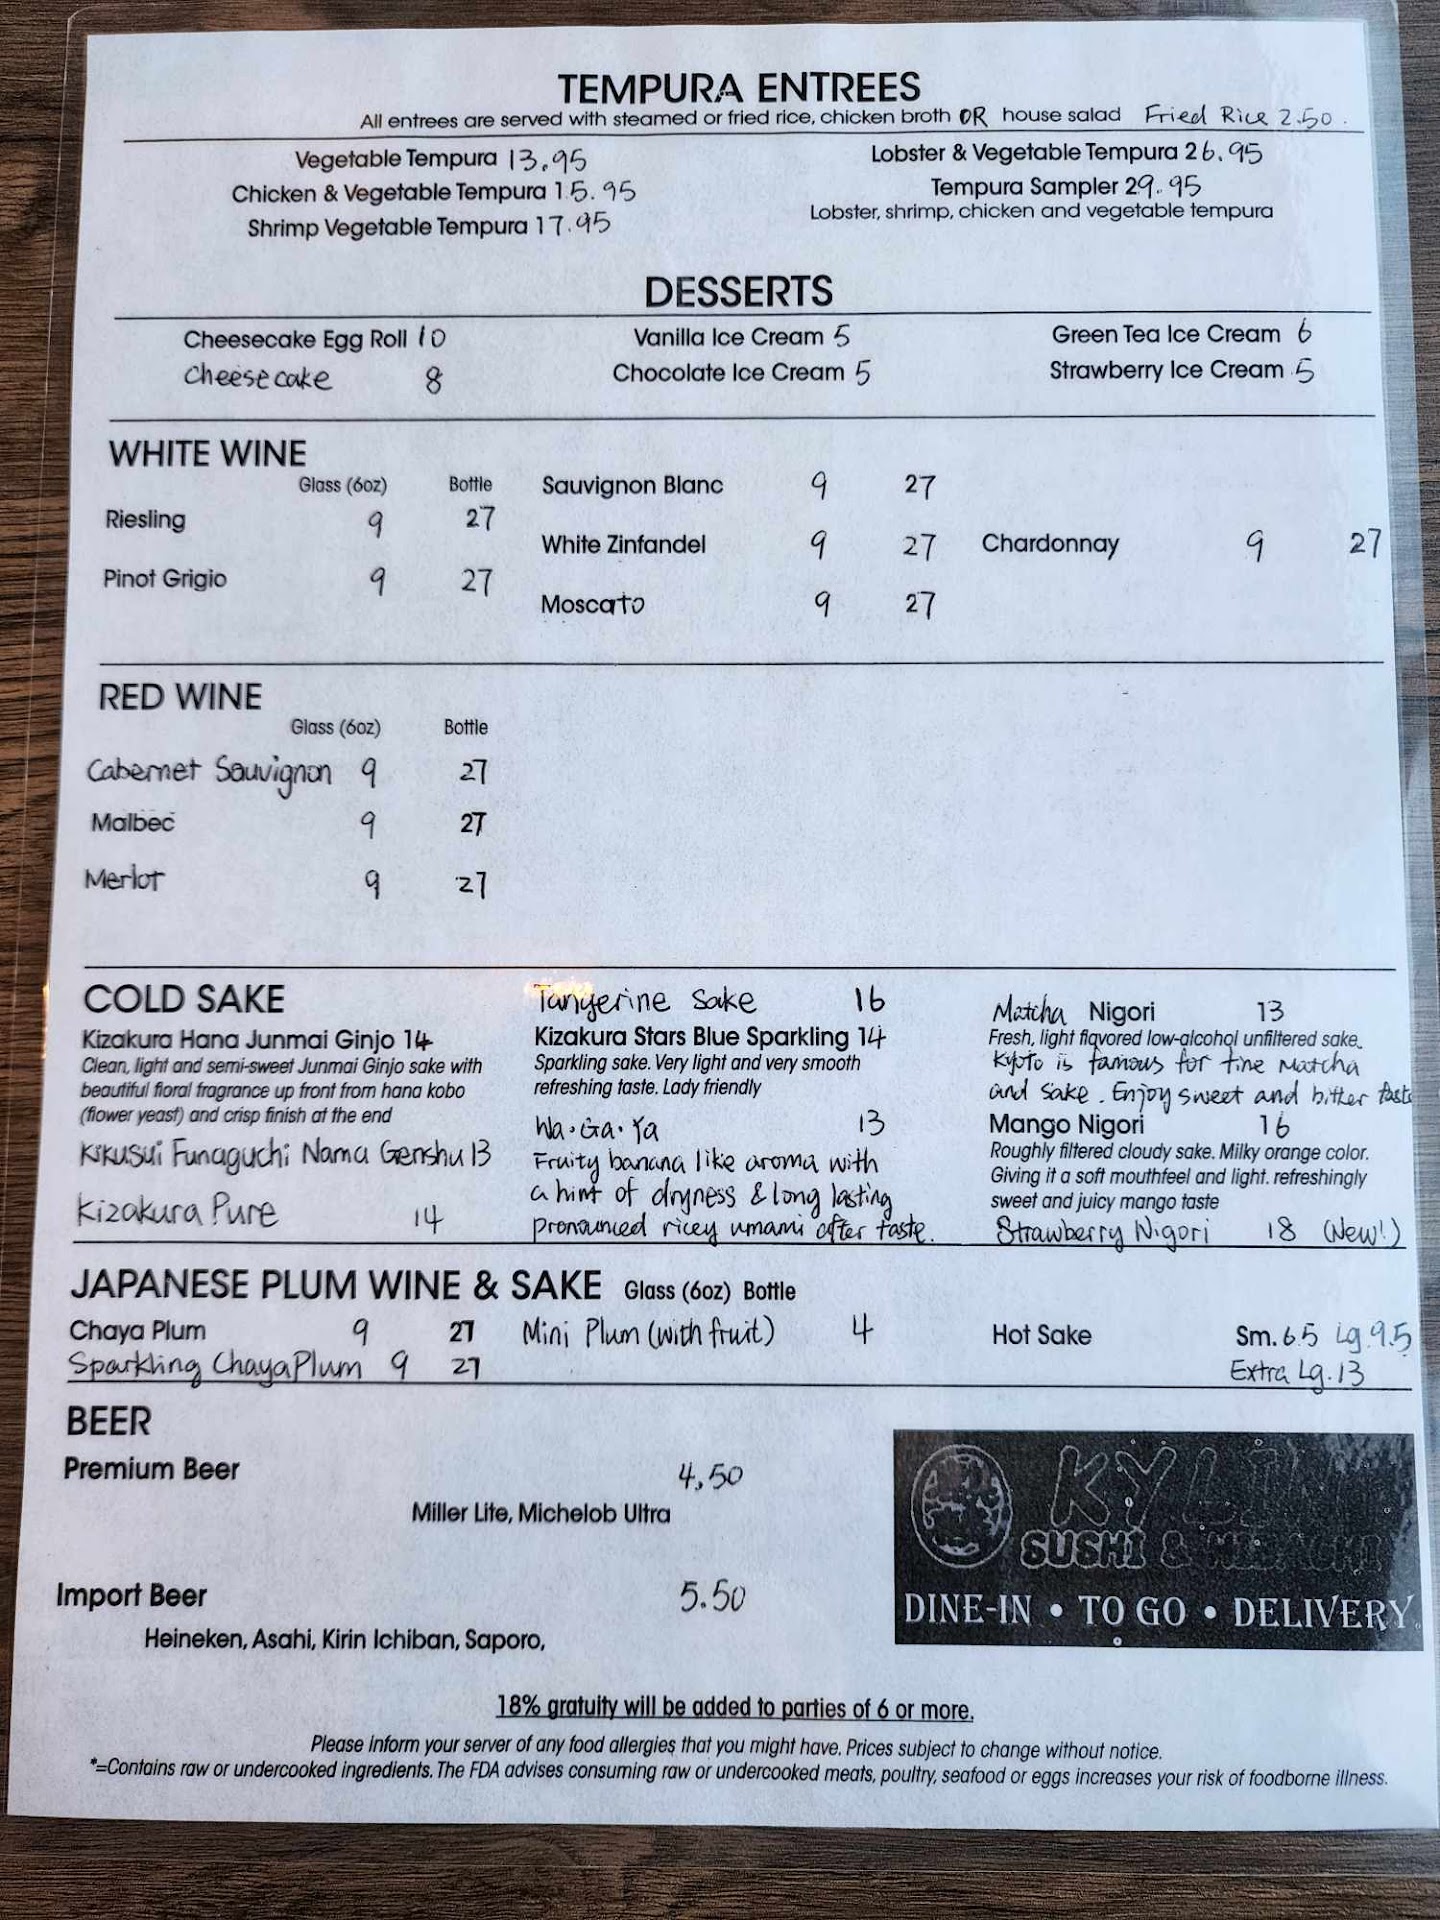 TEMPURA ENTREES
All entrees are served with steamed or fried rice, chicken broth OR house salad Fried Rice 2.50.
Vegetable Tempura 13.95
Chicken & Vegetable Tempura 15.95
Shrimp Vegetable Tempura 17.95
Lobster & Vegetable Tempura 26.95
Tempura Sampler 29.95
Lobster, shrimp, chicken and vegetable tempura
DESSERTS
Cheesecake Egg Roll 10
Cheesecake 8
Vanilla Ice Cream 5
Chocolate Ice Cream 5
Green Tea Ice Cream 6
Strawberry Ice Cream 5
WHITE WINE
Glass (6oz) Bottle
Riesling 9 27
Pinot Grigio 9 27
Sauvignon Blanc 9 27
White Zinfandel 9 27
Moscato 9 27
Chardonnay 9 27
RED WINE
Glass (6oz) Bottle
Cabernet Sauvignon 9 27
Malbec 9 27
Merlot 9 27
COLD SAKE
Kizakura Hana Junmai Ginjo 14
Clean, light and semi-sweet Junmai Ginjo sake with
beautiful floral fragrance up front from hana kobo
(flower yeast) and crisp finish at the end
Kikusui Funaguchi Nama Genshu 13
Kizakura Pure 14
Tangerine Sake 16
Kizakura Stars Blue Sparkling 14
Sparkling sake. Very light and very smooth
refreshing taste. Lady friendly
Wa·Ga·Ya 13
Fruity banana like aroma with
a hint of dryness & long lasting
pronounced ricey umami after taste.
Matcha Nigori 13
Fresh, light flavored low-alcohol unfiltered sake.
Kyoto is famous for fine Matcha
and sake. Enjoy sweet and bitter taste
Mango Nigori 16
Roughly filtered cloudy sake. Milky orange color.
Giving it a soft mouthfeel and light. refreshingly
sweet and juicy mango taste
Strawberry Nigori 18 (New!)
JAPANESE PLUM WINE & SAKE Glass (6oz) Bottle
Chaya Plum 9 27
Sparkling Chaya Plum 9 27
Mini Plum (with fruit) 4
Hot Sake Sm. 6.5 Lg 9.5
Extra Lg. 13
BEER
Premium Beer 4.50
Miller Lite, Michelob Ultra
Import Beer 5.50
Heineken, Asahi, Kirin Ichiban, Saporo,
KYLIN
SUSHI & HIBACHI
DINE-IN • TO GO • DELIVERY
18% gratuity will be added to parties of 6 or more.
Please inform your server of any food allergies that you might have. Prices subject to change without notice.
*=Contains raw or undercooked ingredients. The FDA advises consuming raw or undercooked meats, poultry, seafood or eggs increases your risk of foodborne illness.